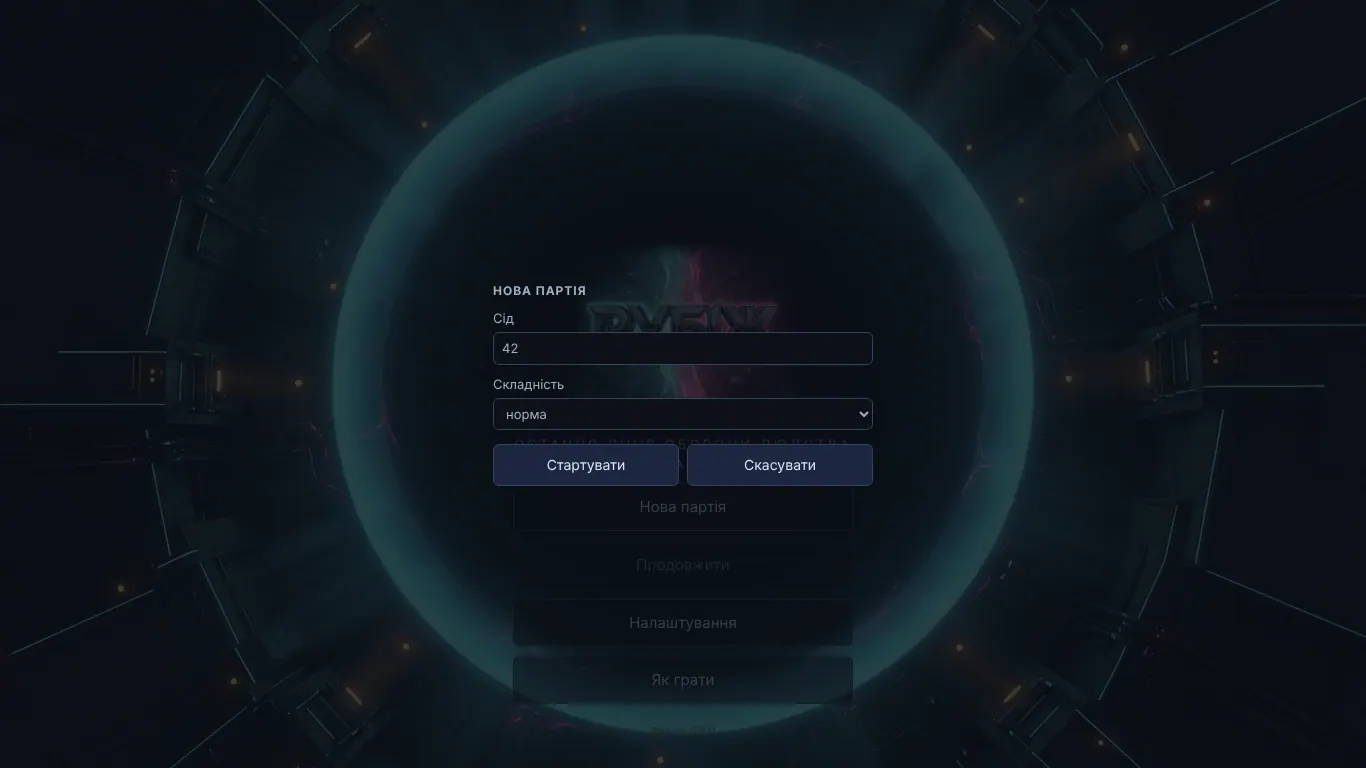 НОВА ПАРТІЯ
Сід
42
Складність
норма
Стартувати Скасувати
Нова партія
Продовжити
Налаштування
Як грати